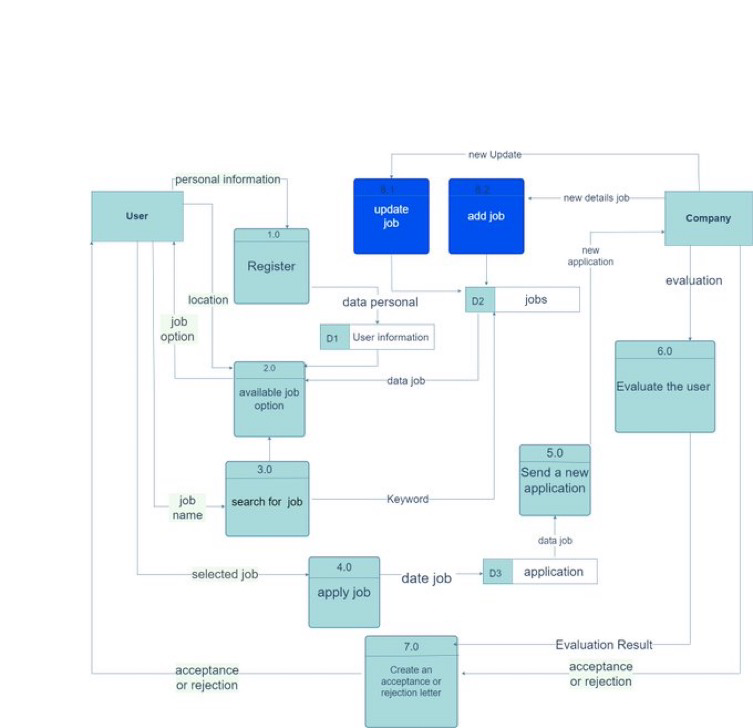 new Update
personal information
6.1
update
job
6.2
add job
new details job
User
Company
1.0
Register
new
application
evaluation
location
data personal
D2
jobs
job
option
D1
User information
2.0
available job
option
data job
6.0
Evaluate the user
3.0
search for job
Keyword
job
name
5.0
Send a new
application
data job
4.0
apply job
selected job
date job
D3
application
7.0
Create an
acceptance or
rejection letter
Evaluation Result
acceptance
or rejection
acceptance
or rejection